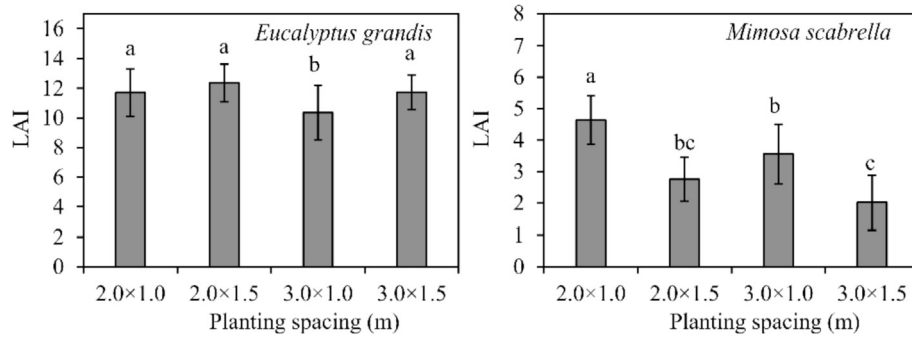 Eucalyptus grandis
LAI
16
14
12
10
8
6
4
2
0
a
a
b
a
2.0×1.0 2.0×1.5 3.0×1.0 3.0×1.5
Planting spacing (m)
Mimosa scabrella
LAI
8
7
6
5
4
3
2
1
0
a
bc
b
c
2.0×1.0 2.0×1.5 3.0×1.0 3.0×1.5
Planting spacing (m)